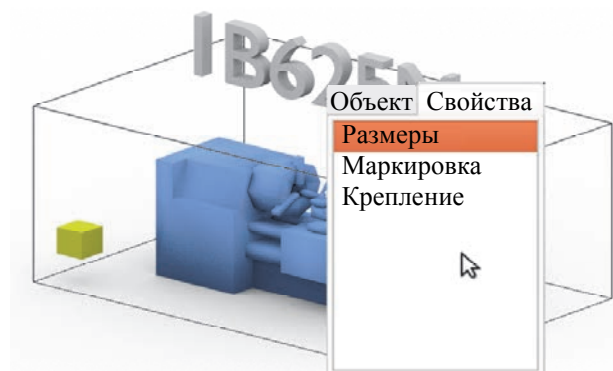 Объект Свойства
Размеры
Маркировка
Крепление